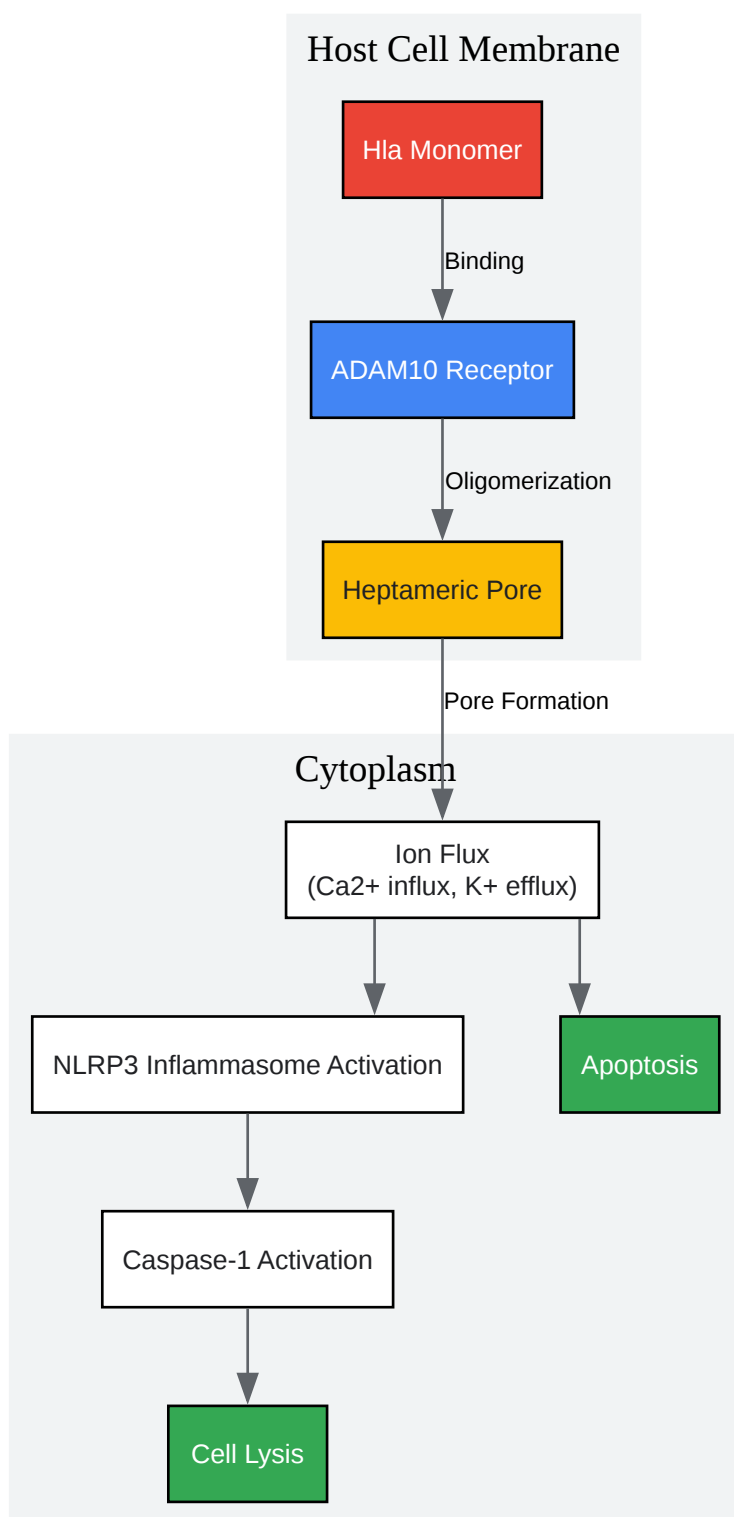 Host Cell Membrane
Hla Monomer
Binding
ADAM10 Receptor
Oligomerization
Heptameric Pore
Pore Formation
Cytoplasm
Ion Flux
(Ca2+ influx, K+ efflux)
NLRP3 Inflammasome Activation
Apoptosis
Caspase-1 Activation
Cell Lysis